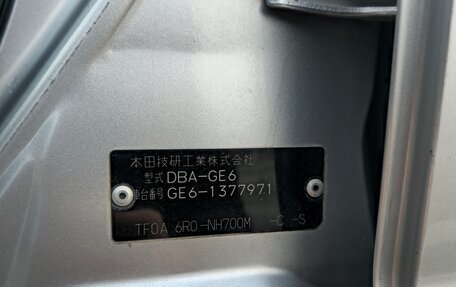 本田技研工業株式会社
型式 DBA-GE6
車台番号 GE6-1377971
TF0A 6R0-NH700M -C -S